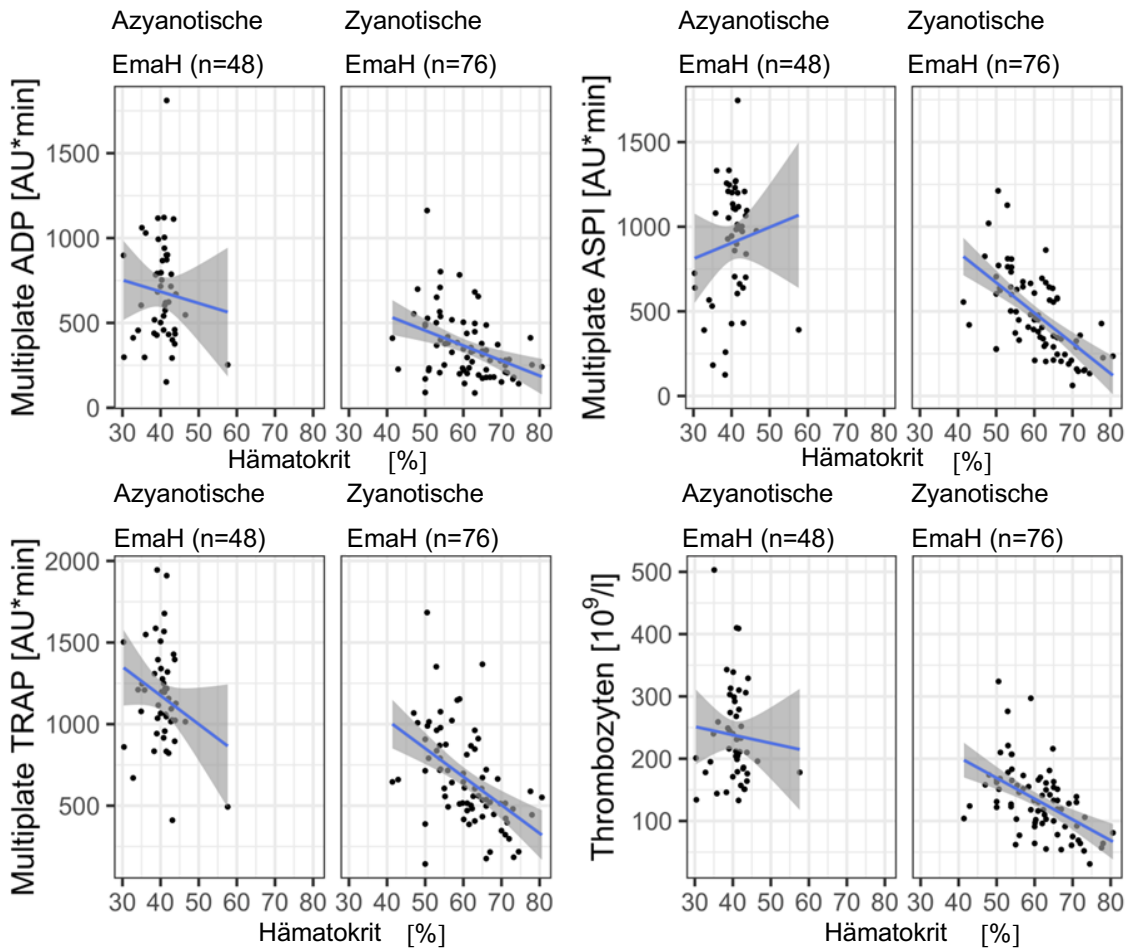 Azyanotische
Zyanotische
EmaH (n=48)
EmaH (n=76)
Multiplate ADP [AU*min]
1500
1000
500
0
30 40 50 60 70 80
30 40 50 60 70 80
Hämatokrit [%]
Azyanotische
Zyanotische
EmaH (n=48)
EmaH (n=76)
Multiplate ASPI [AU*min]
1500
1000
500
0
30 40 50 60 70 80
30 40 50 60 70 80
Hämatokrit [%]
Azyanotische
Zyanotische
EmaH (n=48)
EmaH (n=76)
Multiplate TRAP [AU*min]
2000
1500
1000
500
30 40 50 60 70 80
30 40 50 60 70 80
Hämatokrit [%]
Azyanotische
Zyanotische
EmaH (n=48)
EmaH (n=76)
Thrombozyten [10⁹/l]
500
400
300
200
100
30 40 50 60 70 80
30 40 50 60 70 80
Hämatokrit [%]